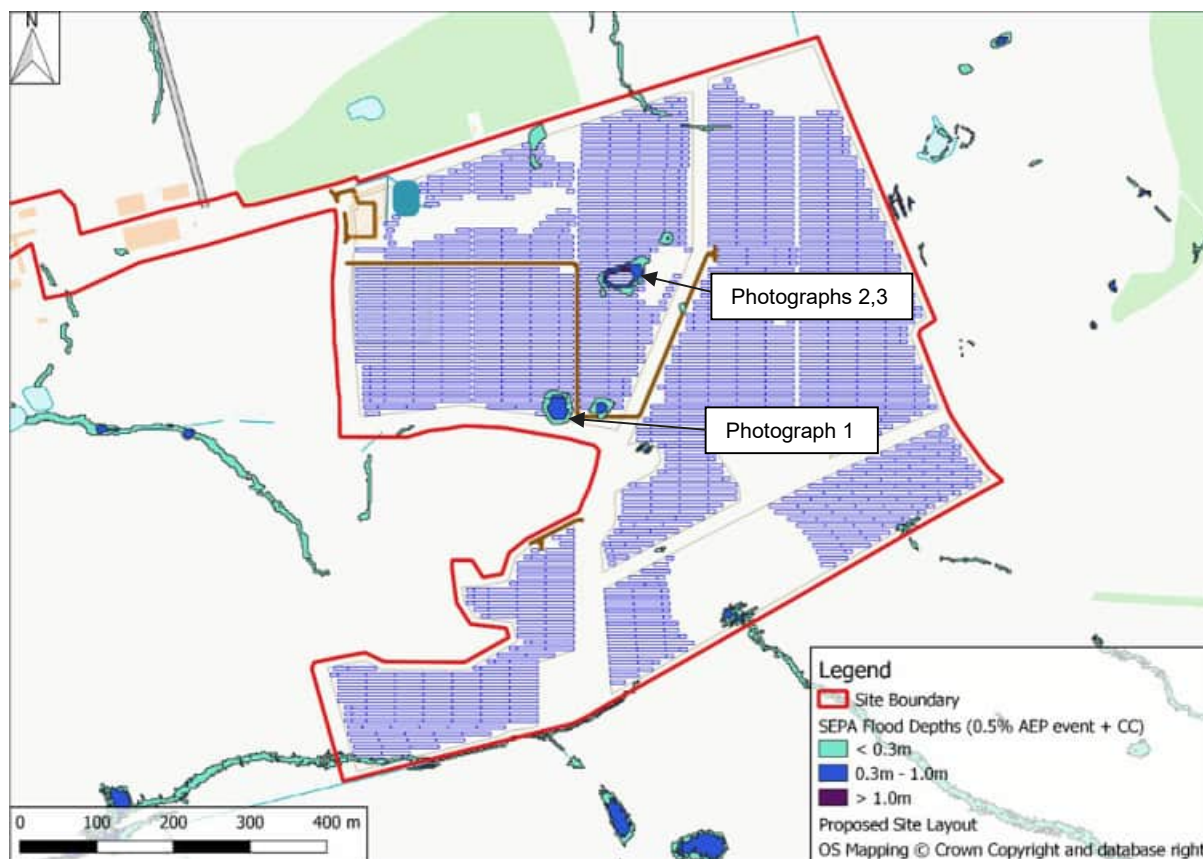 N
Photographs 2,3
Photograph 1
Legend
Site Boundary
SEPA Flood Depths (0.5% AEP event + CC)
< 0.3m
0.3m - 1.0m
> 1.0m
Proposed Site Layout
OS Mapping © Crown Copyright and database right
0 100 200 300 400 m